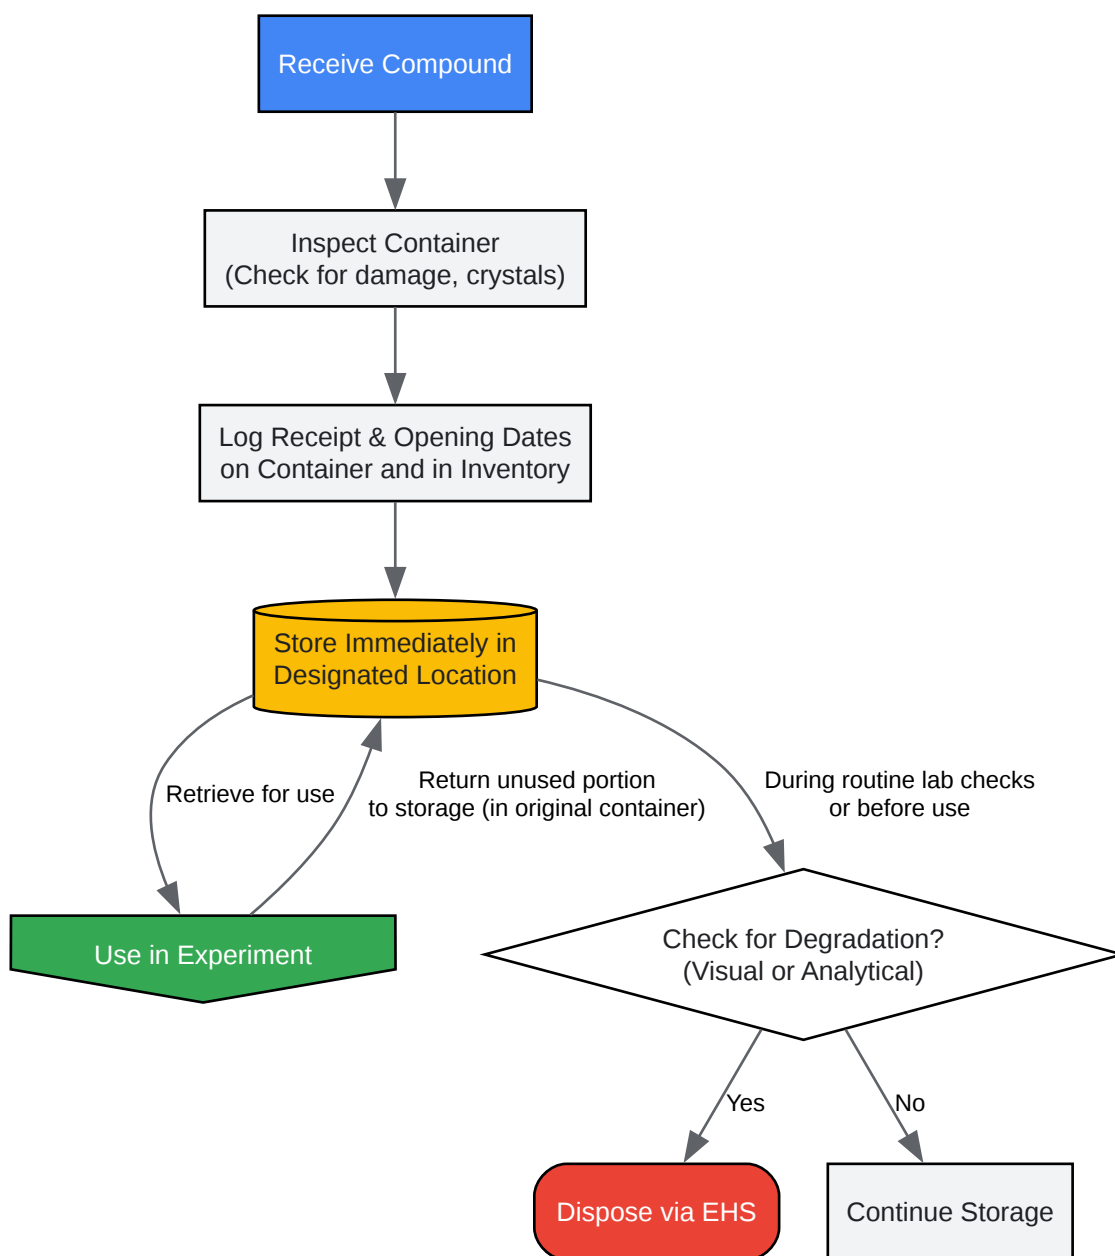 Receive Compound
Inspect Container
(Check for damage, crystals)
Log Receipt & Opening Dates
on Container and in Inventory
Store Immediately in
Designated Location
Retrieve for use
Return unused portion
to storage (in original container)
During routine lab checks
or before use
Use in Experiment
Check for Degradation?
(Visual or Analytical)
Yes
No
Dispose via EHS
Continue Storage